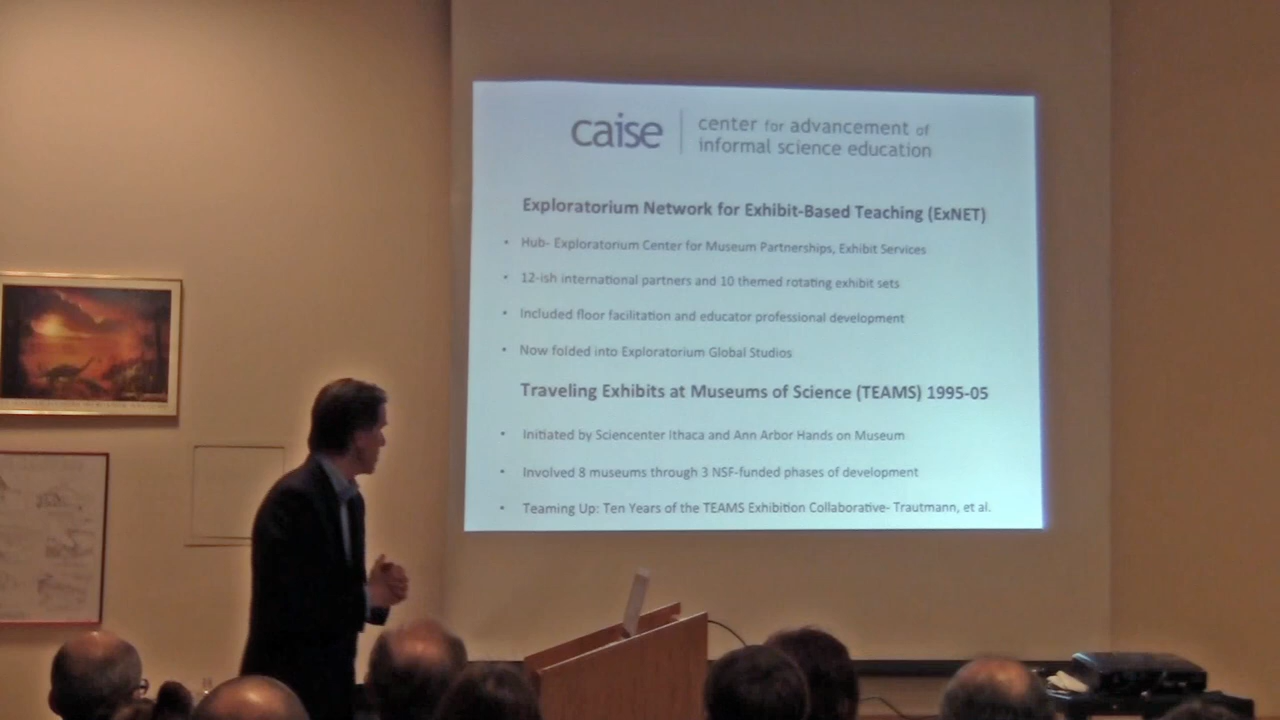 caise
center for advancement of
informal science education
Exploratorium Network for Exhibit-Based Teaching (ExNET)
• Hub- Exploratorium Center for Museum Partnerships, Exhibit Services
• 12-ish international partners and 10 themed rotating exhibit sets
• Included floor facilitation and educator professional development
• Now folded into Exploratorium Global Studios
Traveling Exhibits at Museums of Science (TEAMS) 1995-05
• Initiated by Sciencenter Ithaca and Ann Arbor Hands on Museum
• Involved 8 museums through 3 NSF-funded phases of development
• Teaming Up: Ten Years of the TEAMS Exhibition Collaborative- Trautmann, et al.